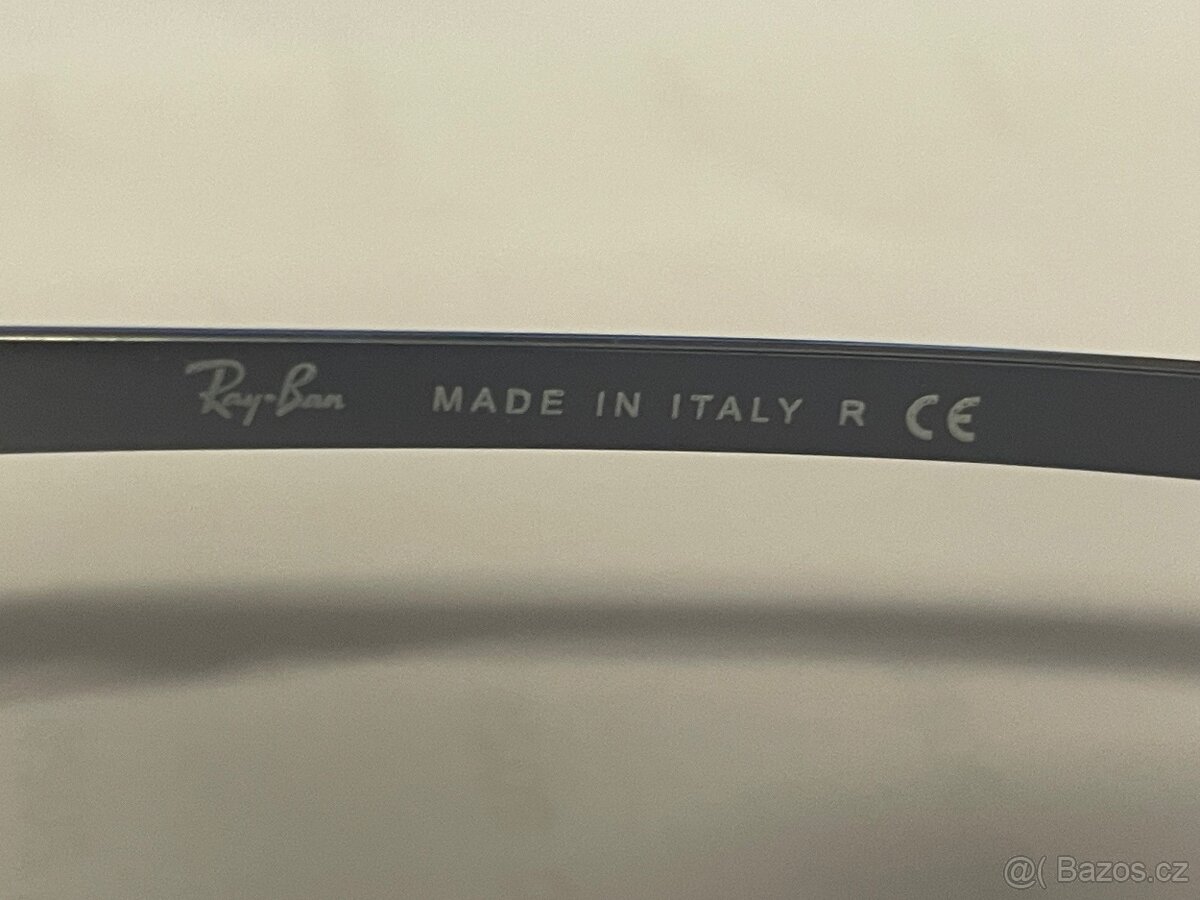 Ray-Ban MADE IN ITALY R CE
@( Bazos.cz